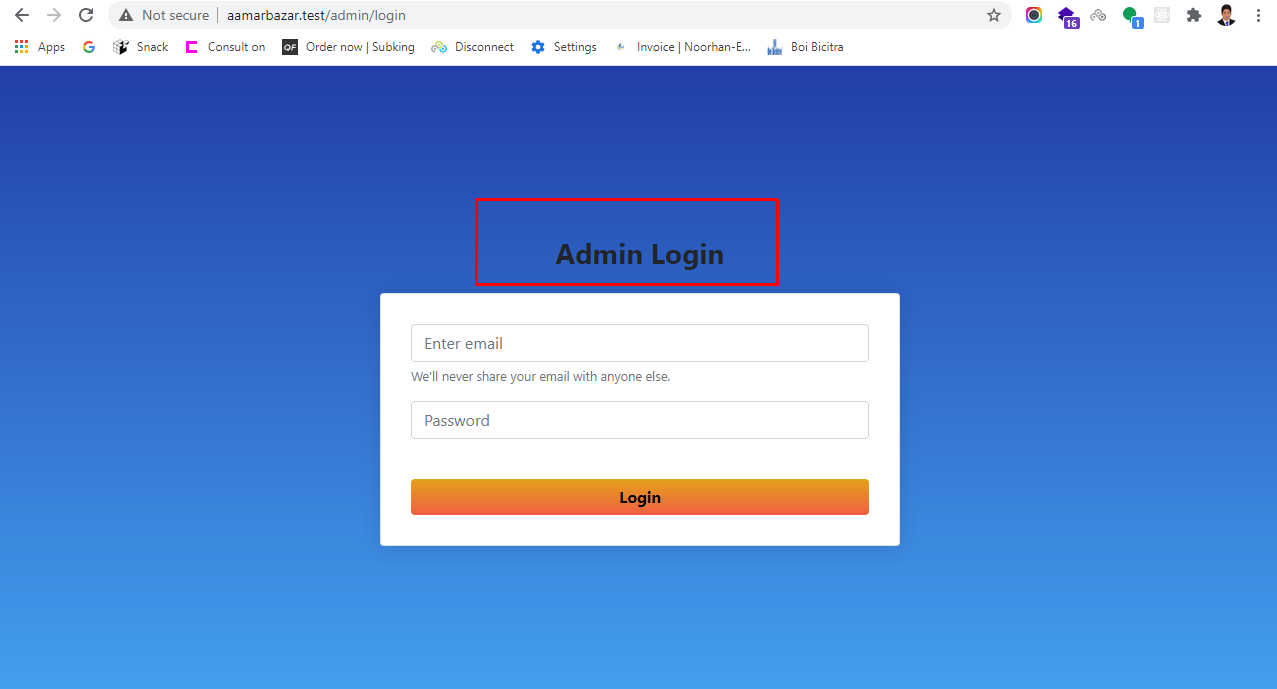 Not secure | aamarbazar.test/admin/login
16
1
Apps
Snack
Consult on
QF
Order now | Subking
Disconnect
Settings
Invoice | Noorhan-E...
Boi Bicitra
Admin Login
Enter email
We'll never share your email with anyone else.
Password
Login